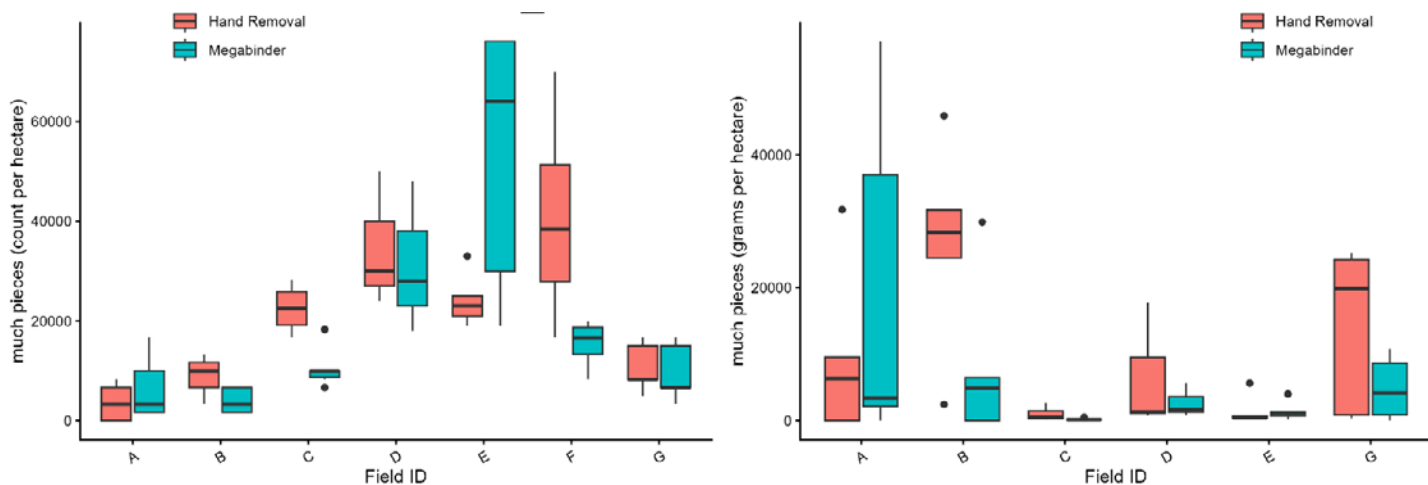 Hand Removal
Megabinder
much pieces (count per hectare)
60000
40000
20000
0
A B C D E F G
Field ID
Hand Removal
Megabinder
much pieces (grams per hectare)
40000
20000
0
A B C D E G
Field ID